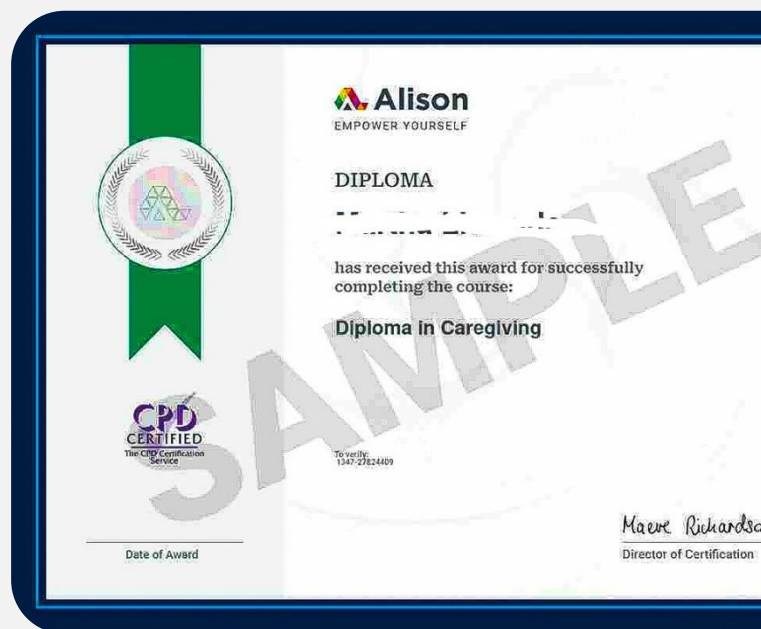 Alison
EMPOWER YOURSELF
DIPLOMA
has received this award for successfully
completing the course:
Diploma in Caregiving
SAMPLE
CPD
CERTIFIED
The CPD Certification
Service
To verify:
1347-27824409
Date of Award
Maeve
Director of Certification